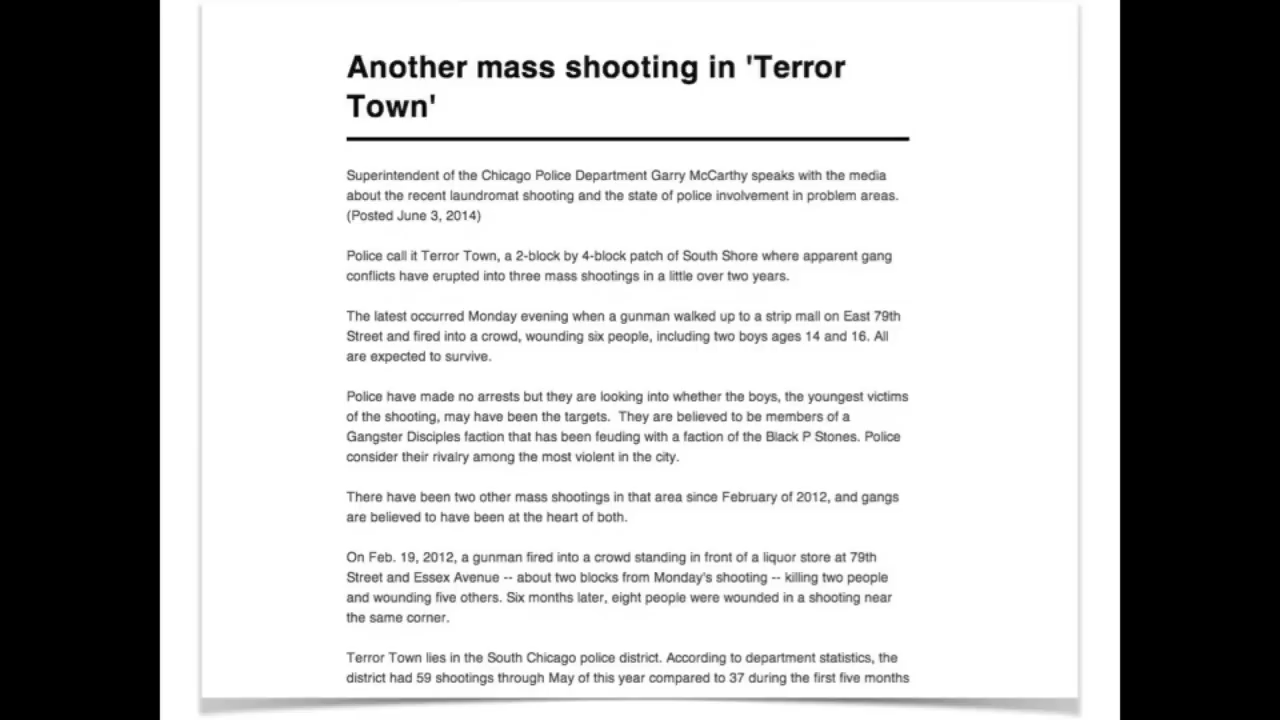 Another mass shooting in 'Terror
Town'
Superintendent of the Chicago Police Department Garry McCarthy speaks with the media
about the recent laundromat shooting and the state of police involvement in problem areas.
(Posted June 3, 2014)
Police call it Terror Town, a 2-block by 4-block patch of South Shore where apparent gang
conflicts have erupted into three mass shootings in a little over two years.
The latest occurred Monday evening when a gunman walked up to a strip mall on East 79th
Street and fired into a crowd, wounding six people, including two boys ages 14 and 16. All
are expected to survive.
Police have made no arrests but they are looking into whether the boys, the youngest victims
of the shooting, may have been the targets.  They are believed to be members of a
Gangster Disciples faction that has been feuding with a faction of the Black P Stones. Police
consider their rivalry among the most violent in the city.
There have been two other mass shootings in that area since February of 2012, and gangs
are believed to have been at the heart of both.
On Feb. 19, 2012, a gunman fired into a crowd standing in front of a liquor store at 79th
Street and Essex Avenue -- about two blocks from Monday's shooting -- killing two people
and wounding five others. Six months later, eight people were wounded in a shooting near
the same corner.
Terror Town lies in the South Chicago police district. According to department statistics, the
district had 59 shootings through May of this year compared to 37 during the first five months